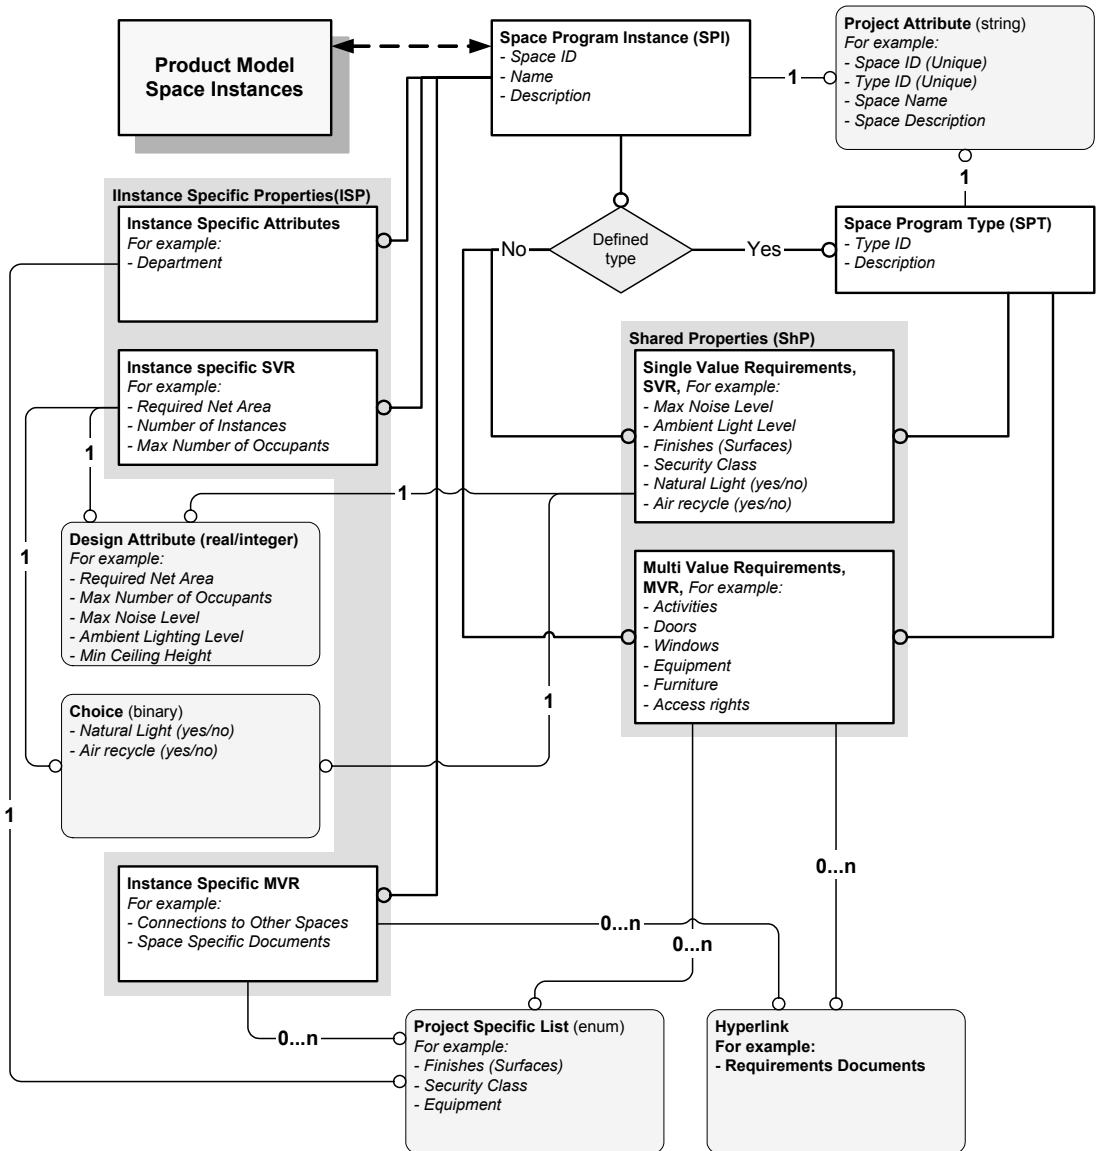 Product Model
Space Instances
Space Program Instance (SPI)
- Space ID
- Name
- Description
1
Project Attribute (string)
For example:
- Space ID (Unique)
- Type ID (Unique)
- Space Name
- Space Description
1
IInstance Specific Properties(ISP)
Instance Specific Attributes
For example:
- Department
No
Defined
type
Yes
Space Program Type (SPT)
- Type ID
- Description
Instance specific SVR
For example:
- Required Net Area
- Number of Instances
- Max Number of Occupants
Shared Properties (ShP)
Single Value Requirements,
SVR, For example:
- Max Noise Level
- Ambient Light Level
- Finishes (Surfaces)
- Security Class
- Natural Light (yes/no)
- Air recycle (yes/no)
1
1
1
Design Attribute (real/integer)
For example:
- Required Net Area
- Max Number of Occupants
- Max Noise Level
- Ambient Lighting Level
- Min Ceiling Height
Multi Value Requirements,
MVR, For example:
- Activities
- Doors
- Windows
- Equipment
- Furniture
- Access rights
1
Choice (binary)
- Natural Light (yes/no)
- Air recycle (yes/no)
1
Instance Specific MVR
For example:
- Connections to Other Spaces
- Space Specific Documents
0...n
0...n
0...n
0...n
Project Specific List (enum)
For example:
- Finishes (Surfaces)
- Security Class
- Equipment
Hyperlink
For example:
- Requirements Documents